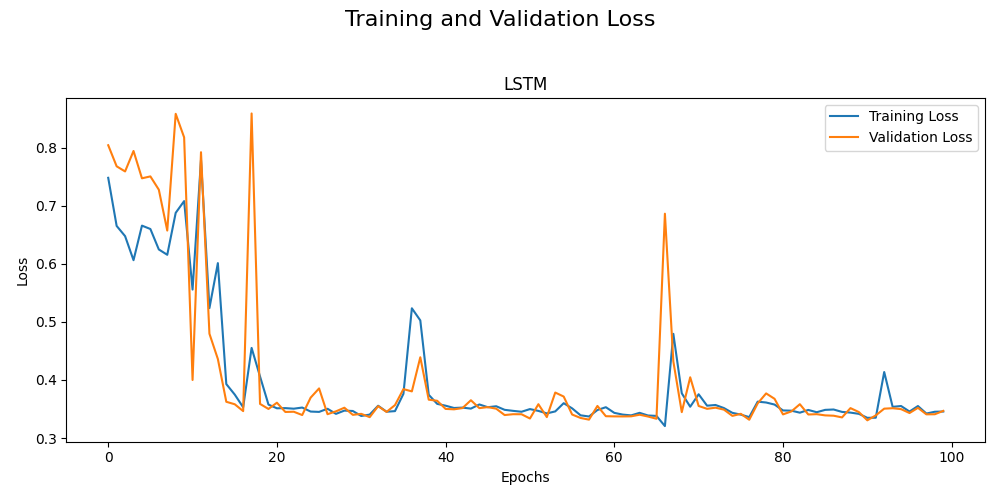 Training and Validation Loss
LSTM
Training Loss
Validation Loss
Loss
0.8
0.7
0.6
0.5
0.4
0.3
0 20 40 60 80 100
Epochs